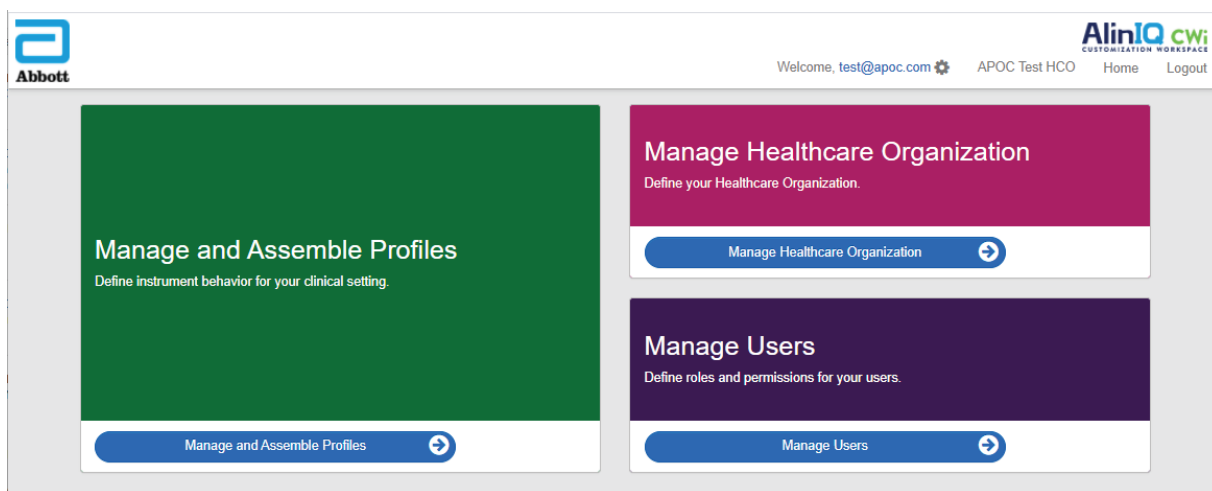 Abbott
AlinIQ CWi
CUSTOMIZATION WORKSPACE
Welcome, test@apoc.com APOC Test HCO Home Logout
Manage and Assemble Profiles
Define instrument behavior for your clinical setting.
Manage and Assemble Profiles
Manage Healthcare Organization
Define your Healthcare Organization.
Manage Healthcare Organization
Manage Users
Define roles and permissions for your users.
Manage Users